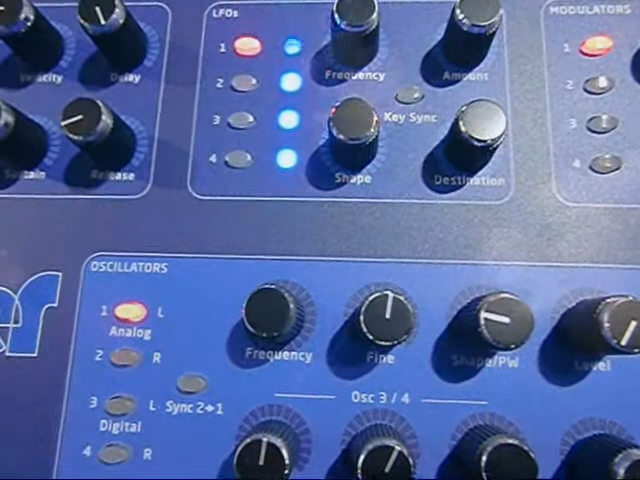 LFOs
MODULATORS
1
1
2
2
3
3
4
4
Velocity
Delay
Frequency
Amount
Key Sync
Sustain
Release
Shape
Destination
OSCILLATORS
1 L
Analog
2 R
3 L
Sync 2→1
Digital
4 R
Frequency
Fine
Shape/PW
Level
Osc 3 / 4